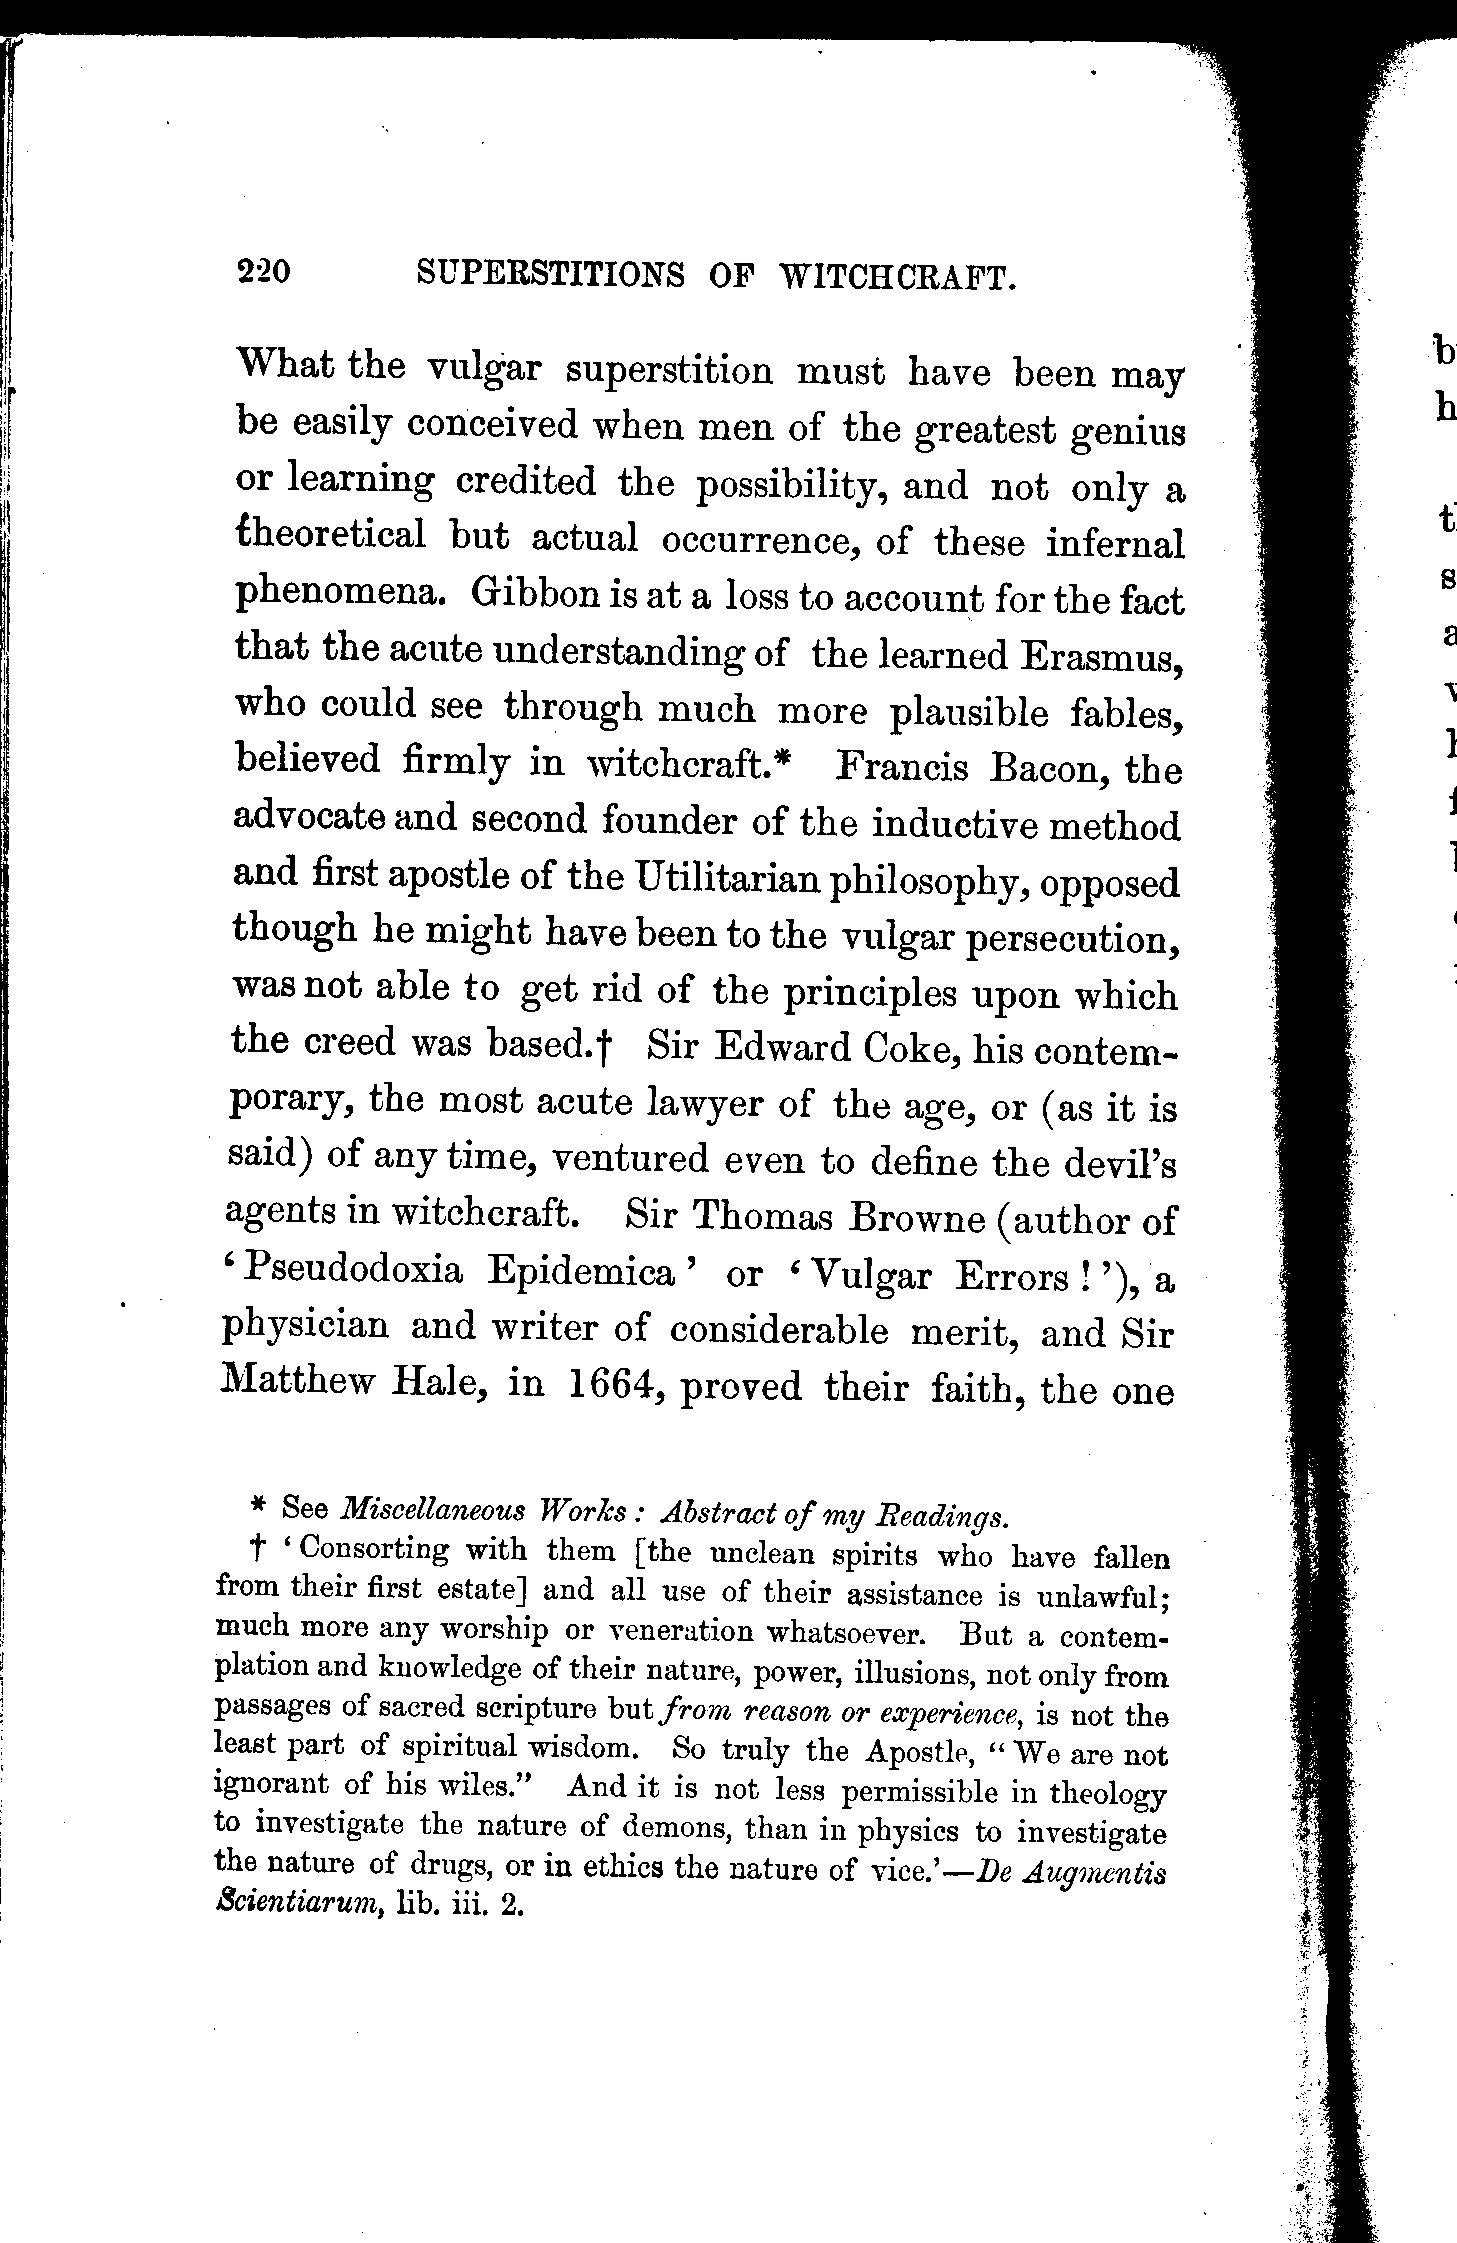 220 SUPERSTITIONS OF WITCHCRAFT.
What the vulgar superstition must have been may
be easily conceived when men of the greatest genius
or learning credited the possibility, and not only a
theoretical but actual occurrence, of these infernal
phenomena. Gibbon is at a loss to account for the fact
that the acute understanding of the learned Erasmus,
who could see through much more plausible fables,
believed firmly in witchcraft.* Francis Bacon, the
advocate and second founder of the inductive method
and first apostle of the Utilitarian philosophy, opposed
though he might have been to the vulgar persecution,
was not able to get rid of the principles upon which
the creed was based.† Sir Edward Coke, his contem-
porary, the most acute lawyer of the age, or (as it is
said) of any time, ventured even to define the devil's
agents in witchcraft. Sir Thomas Browne (author of
‘Pseudodoxia Epidemica’ or ‘Vulgar Errors!’), a
physician and writer of considerable merit, and Sir
Matthew Hale, in 1664, proved their faith, the one
* See Miscellaneous Works: Abstract of my Readings.
† ‘Consorting with them [the unclean spirits who have fallen
from their first estate] and all use of their assistance is unlawful;
much more any worship or veneration whatsoever. But a contem-
plation and knowledge of their nature, power, illusions, not only from
passages of sacred scripture but from reason or experience, is not the
least part of spiritual wisdom. So truly the Apostle, “We are not
ignorant of his wiles.” And it is not less permissible in theology
to investigate the nature of demons, than in physics to investigate
the nature of drugs, or in ethics the nature of vice.’—De Augmentis
Scientiarum, lib. iii. 2.